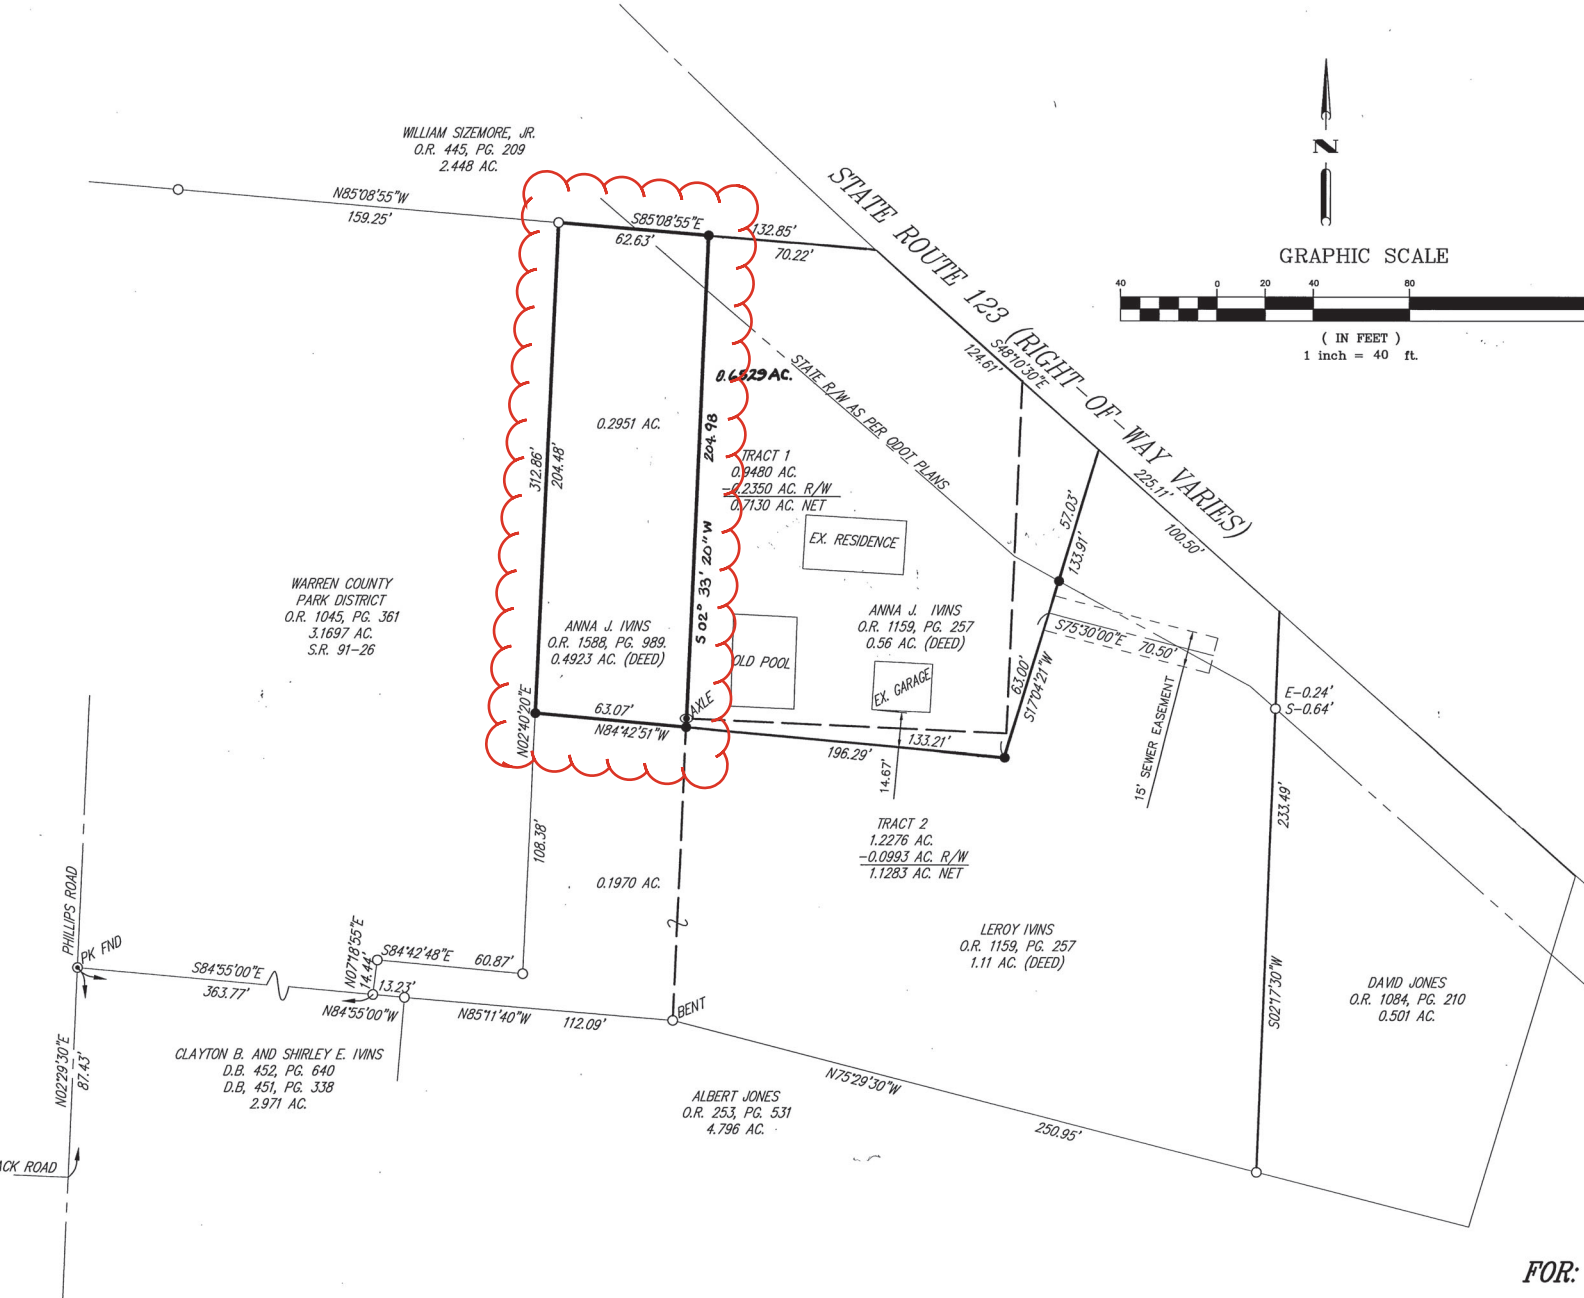 WILLIAM SIZEMORE, JR.
O.R. 445, PG. 209
2.448 AC.
N85°08'55"W
159.25'
S85°08'55"E
62.63'
132.85'
70.22'
STATE ROUTE 123 (RIGHT-OF-WAY VARIES)
S48°10'30"E
124.61'
225.11'
100.50'
N
GRAPHIC SCALE
40 0 20 40 80
( IN FEET )
1 inch = 40 ft.
STATE R/W AS PER ODOT PLANS
0.6529 AC.
0.2951 AC.
312.86'
204.48'
204.98
S 02° 33' 20" W
TRACT 1
0.9480 AC.
-0.2350 AC. R/W
0.7130 AC. NET
EX. RESIDENCE
57.03'
133.91'
WARREN COUNTY
PARK DISTRICT
O.R. 1045, PG. 361
3.1697 AC.
S.R. 91-26
ANNA J. IVINS
O.R. 1588, PG. 989.
0.4923 AC. (DEED)
ANNA J. IVINS
O.R. 1159, PG. 257
0.56 AC. (DEED)
OLD POOL
EX. GARAGE
S75°30'00"E 70.50'
63.00'
S17°04'21"W
15' SEWER EASEMENT
E-0.24'
S-0.64'
AXLE
63.07'
N84°42'51"W
N02°40'20"E
196.29'
133.21'
14.67'
233.49'
108.38'
TRACT 2
1.2276 AC.
-0.0993 AC. R/W
1.1283 AC. NET
0.1970 AC.
PHILLIPS ROAD
PK FND
S84°55'00"E
363.77'
N07°18'55"E
14.44'
S84°42'48"E 60.87'
13.23'
N84°55'00"W
N85°11'40"W 112.09'
BENT
LEROY IVINS
O.R. 1159, PG. 257
1.11 AC. (DEED)
S02°17'30"W
DAVID JONES
O.R. 1084, PG. 210
0.501 AC.
N02°29'30"E
87.43'
CLAYTON B. AND SHIRLEY E. IVINS
D.B. 452, PG. 640
D.B, 451, PG. 338
2.971 AC.
N75°29'30"W
250.95'
ALBERT JONES
O.R. 253, PG. 531
4.796 AC.
ACK ROAD
FOR: